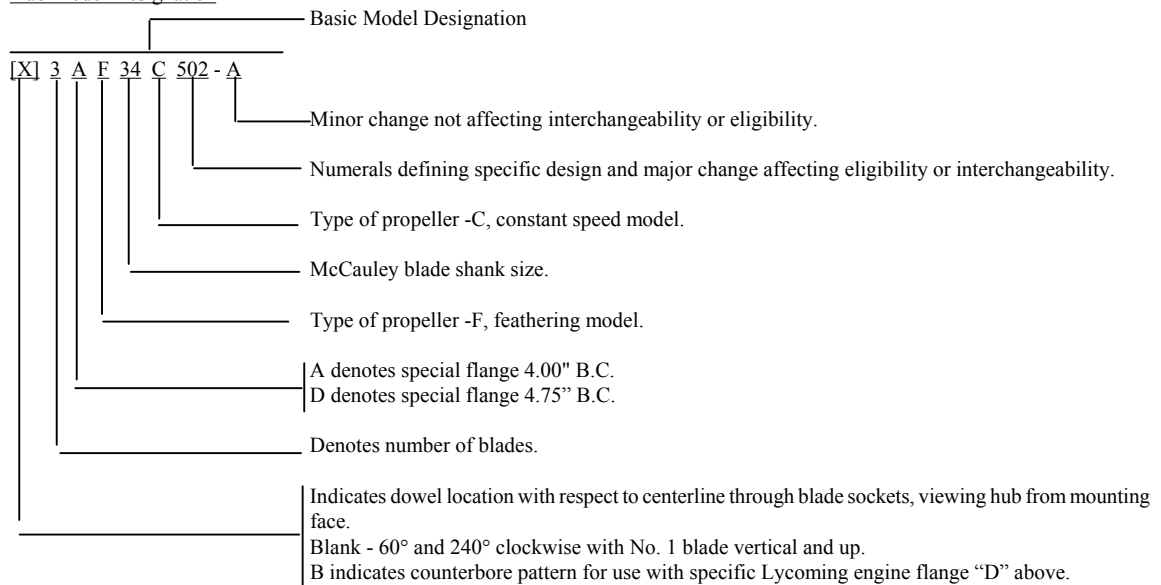 Basic Model Designation
[X] 3 A F 34 C 502 - A
Minor change not affecting interchangeability or eligibility.
Numerals defining specific design and major change affecting eligibility or interchangeability.
Type of propeller -C, constant speed model.
McCauley blade shank size.
Type of propeller -F, feathering model.
A denotes special flange 4.00" B.C.
D denotes special flange 4.75” B.C.
Denotes number of blades.
Indicates dowel location with respect to centerline through blade sockets, viewing hub from mounting
face.
Blank - 60° and 240° clockwise with No. 1 blade vertical and up.
B indicates counterbore pattern for use with specific Lycoming engine flange “D” above.